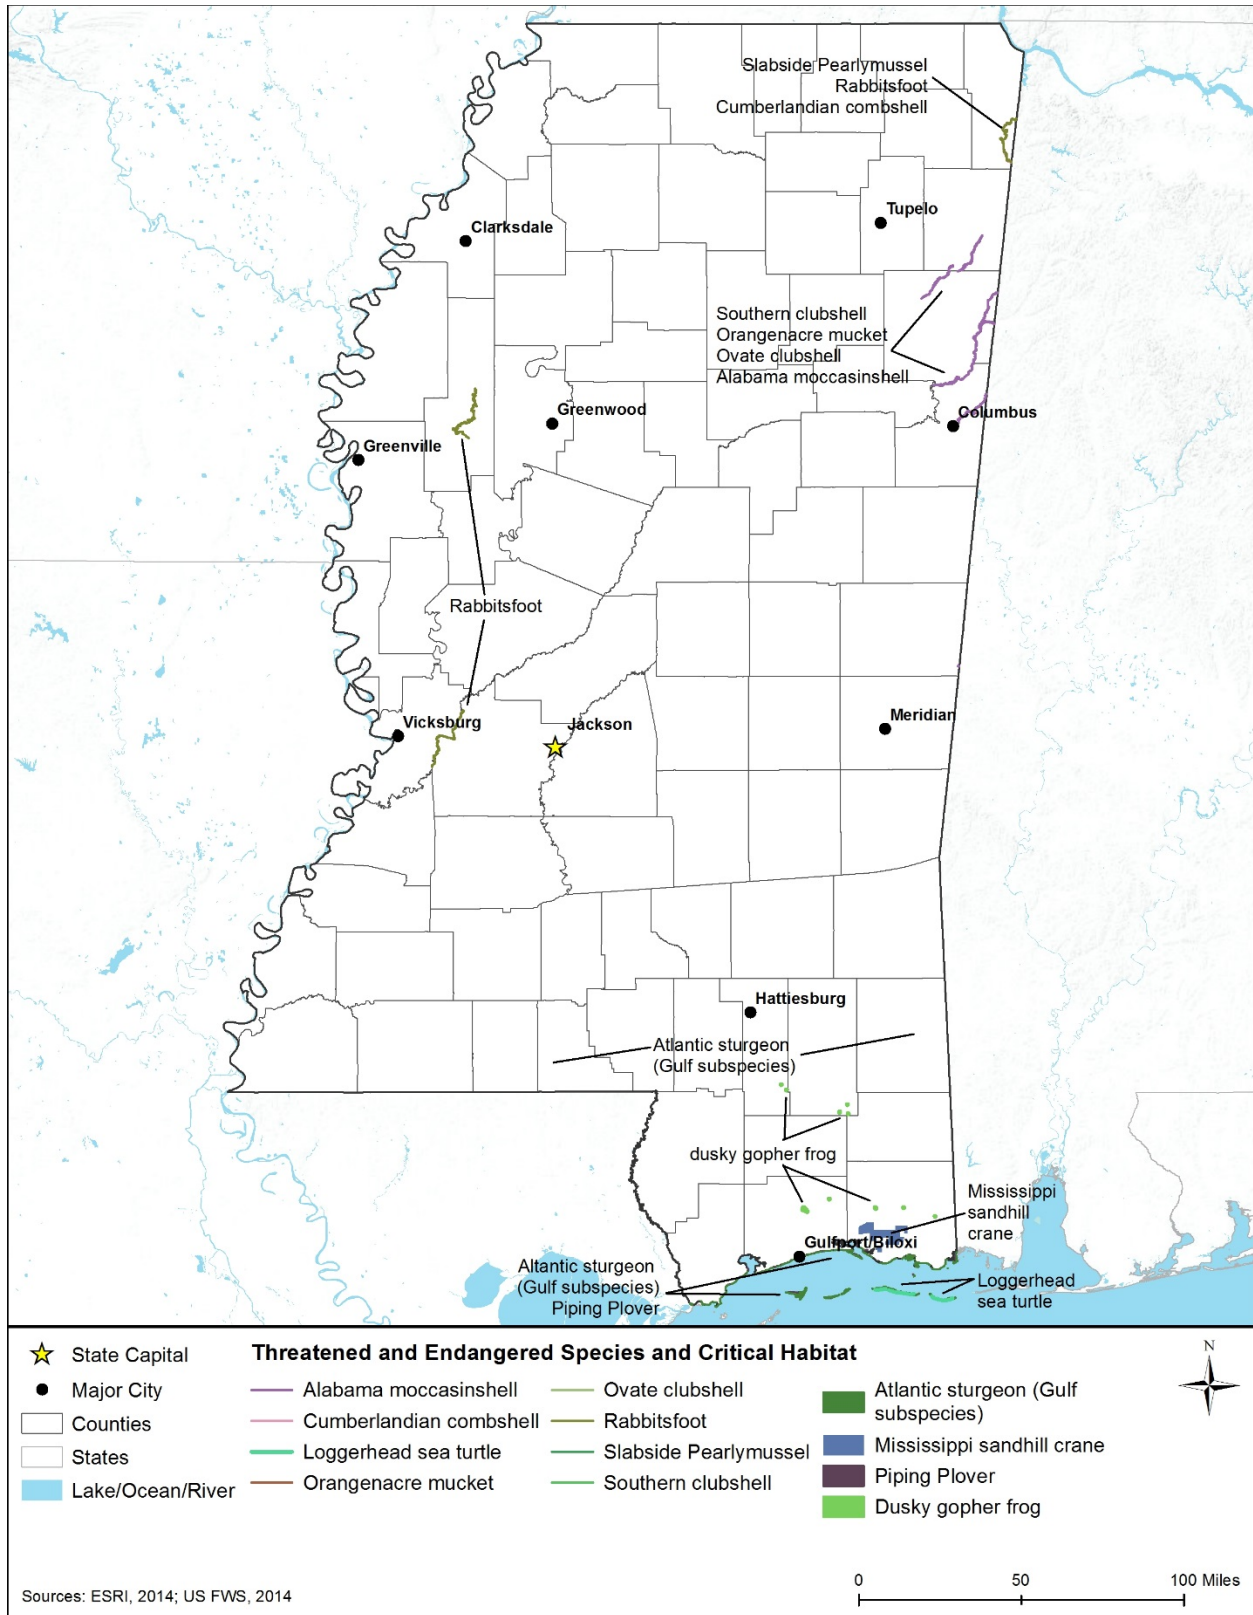 Slabside Pearlymussel
Rabbitsfoot
Cumberlandian combshell
Tupelo
Clarksdale
Southern clubshell
Orangenacre mucket
Ovate clubshell
Alabama moccasinshell
Greenwood
Columbus
Greenville
Rabbitsfoot
Vicksburg
Jackson
Meridian
Hattiesburg
Atlantic sturgeon
(Gulf subspecies)
dusky gopher frog
Mississippi
sandhill
crane
Gulfport/Biloxi
Altantic sturgeon
(Gulf subspecies)
Piping Plover
Loggerhead
sea turtle
State Capital
Major City
Counties
States
Lake/Ocean/River
Threatened and Endangered Species and Critical Habitat
Alabama moccasinshell
Cumberlandian combshell
Loggerhead sea turtle
Orangenacre mucket
Ovate clubshell
Rabbitsfoot
Slabside Pearlymussel
Southern clubshell
Atlantic sturgeon (Gulf
subspecies)
Mississippi sandhill crane
Piping Plover
Dusky gopher frog
N
Sources: ESRI, 2014; US FWS, 2014
0 50 100 Miles